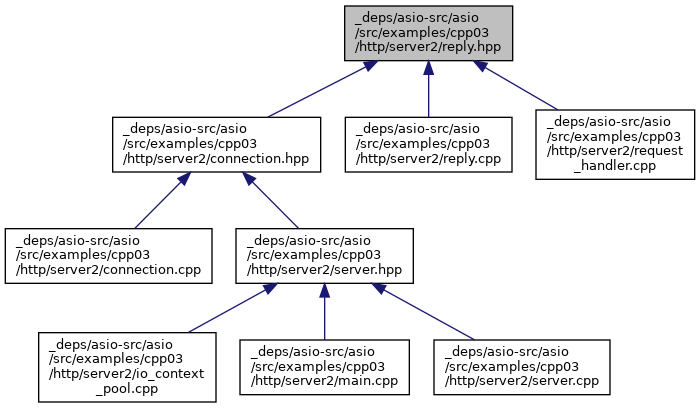 _deps/asio-src/asio
/src/examples/cpp03
/http/server2/reply.hpp
_deps/asio-src/asio
/src/examples/cpp03
/http/server2/connection.hpp
_deps/asio-src/asio
/src/examples/cpp03
/http/server2/reply.cpp
_deps/asio-src/asio
/src/examples/cpp03
/http/server2/request
_handler.cpp
_deps/asio-src/asio
/src/examples/cpp03
/http/server2/connection.cpp
_deps/asio-src/asio
/src/examples/cpp03
/http/server2/server.hpp
_deps/asio-src/asio
/src/examples/cpp03
/http/server2/io_context
_pool.cpp
_deps/asio-src/asio
/src/examples/cpp03
/http/server2/main.cpp
_deps/asio-src/asio
/src/examples/cpp03
/http/server2/server.cpp